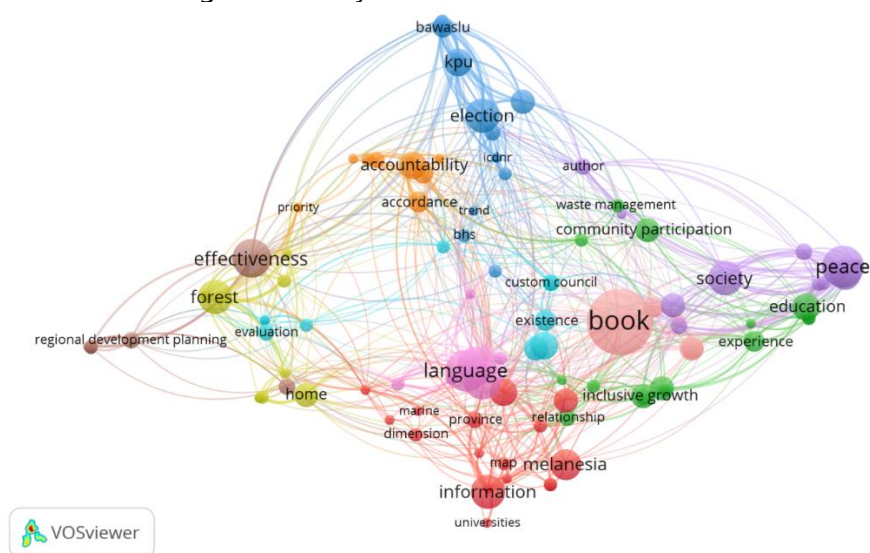 bawaslu
kpu
election
icdnr
author
accountability
waste management
priority
accordance
trend
community participation
bhs
effectiveness
society
peace
custom council
forest
education
book
evaluation
existence
regional development planning
experience
language
home
inclusive growth
marine
province
relationship
dimension
map
melanesia
information
universities
VOSviewer